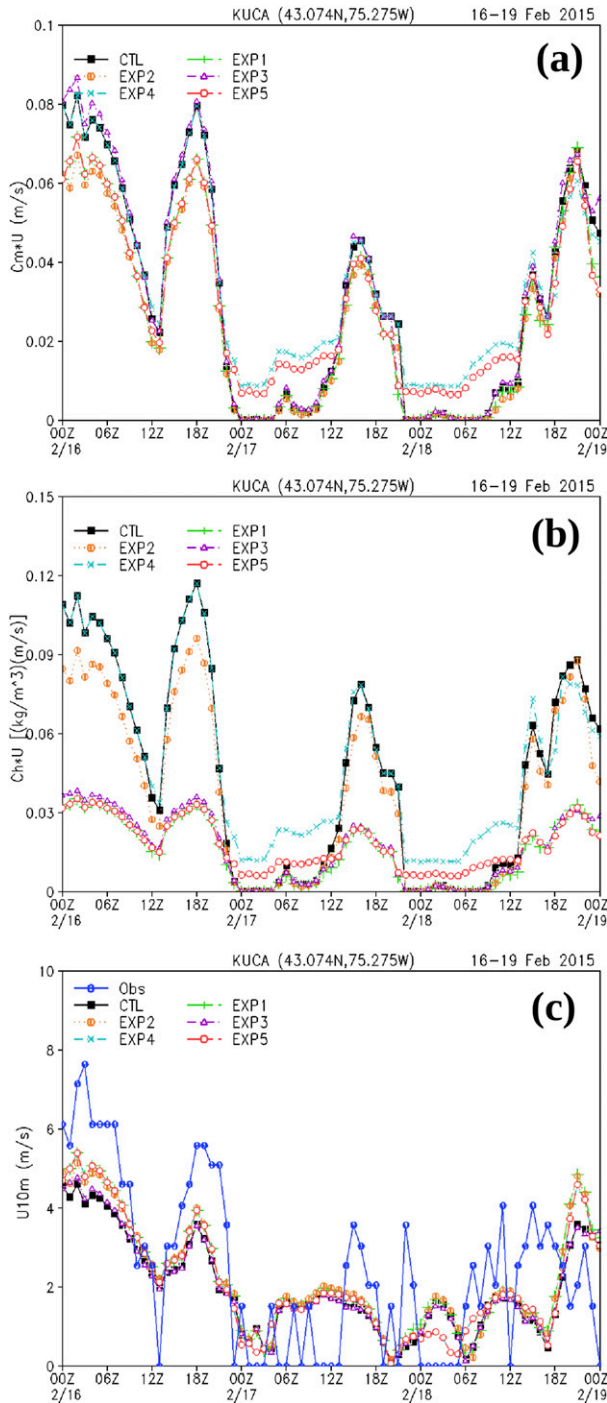 KUCA (43.074N,75.275W) 16-19 Feb 2015
(a)
CTL EXP1
EXP2 EXP3
EXP4 EXP5
Cm*U (m/s)
0.1
0.08
0.06
0.04
0.02
0
00Z 06Z 12Z 18Z 00Z 06Z 12Z 18Z 00Z 06Z 12Z 18Z 00Z
2/16 2/17 2/18 2/19
KUCA (43.074N,75.275W) 16-19 Feb 2015
(b)
CTL EXP1
EXP2 EXP3
EXP4 EXP5
Ch*U [(kg/m^3)(m/s)]
0.15
0.12
0.09
0.06
0.03
0
00Z 06Z 12Z 18Z 00Z 06Z 12Z 18Z 00Z 06Z 12Z 18Z 00Z
2/16 2/17 2/18 2/19
KUCA (43.074N,75.275W) 16-19 Feb 2015
(c)
Obs
CTL EXP1
EXP2 EXP3
EXP4 EXP5
U10m (m/s)
10
8
6
4
2
0
00Z 06Z 12Z 18Z 00Z 06Z 12Z 18Z 00Z 06Z 12Z 18Z 00Z
2/16 2/17 2/18 2/19